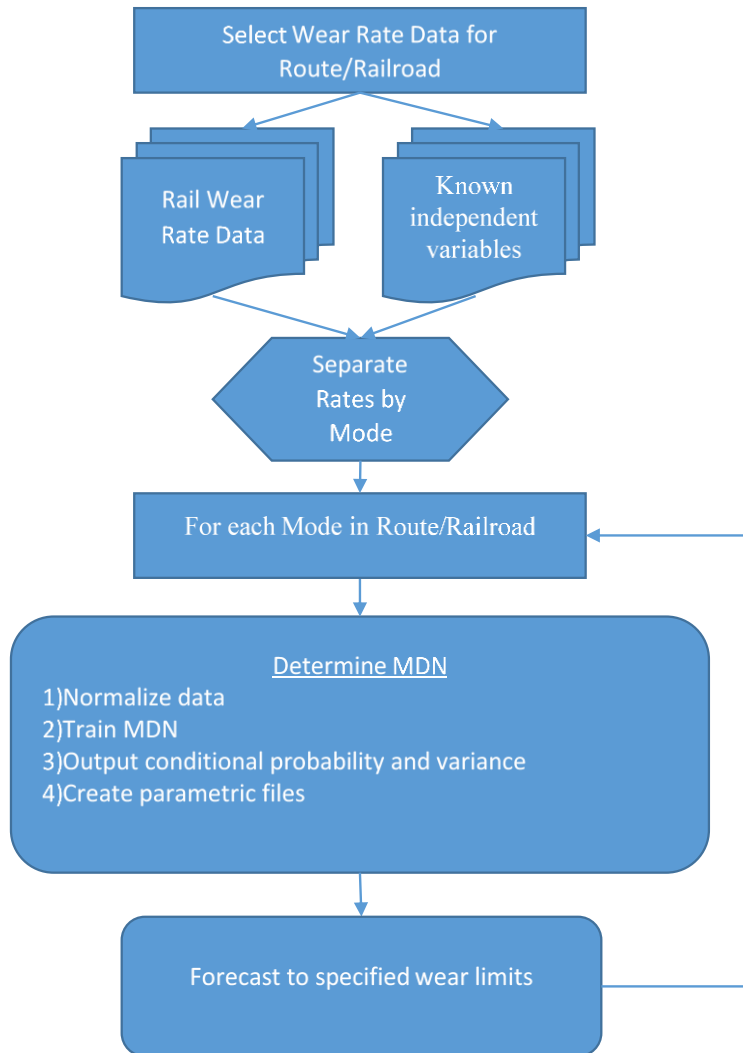 Select Wear Rate Data for
Route/Railroad
Rail Wear
Rate Data
Known
independent
variables
Separate
Rates by
Mode
For each Mode in Route/Railroad
Determine MDN
1)Normalize data
2)Train MDN
3)Output conditional probability and variance
4)Create parametric files
Forecast to specified wear limits